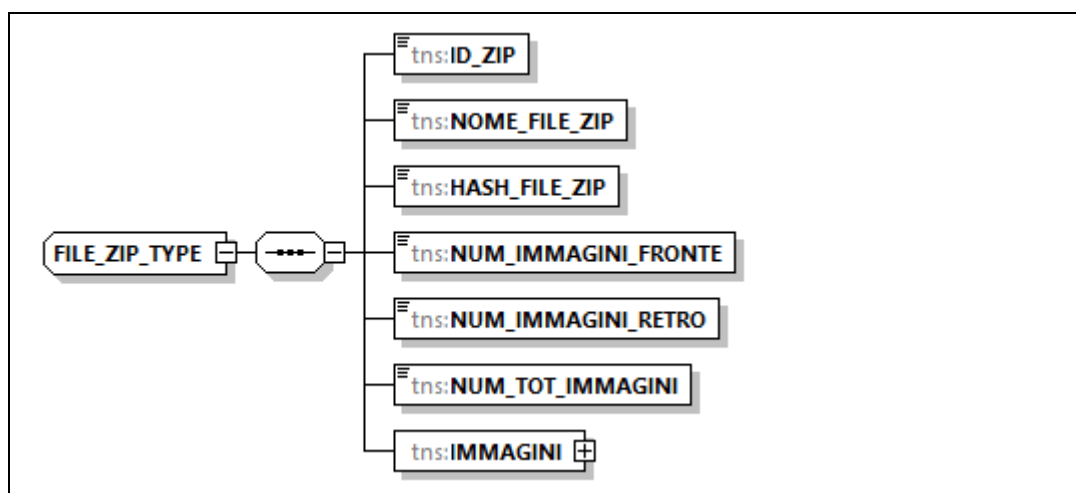 tns:ID_ZIP
tns:NOME_FILE_ZIP
tns:HASH_FILE_ZIP
FILE_ZIP_TYPE
tns:NUM_IMMAGINI_FRONTE
tns:NUM_IMMAGINI_RETRO
tns:NUM_TOT_IMMAGINI
tns:IMMAGINI